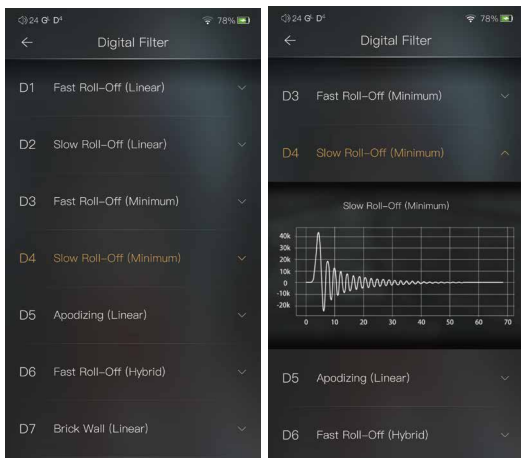 24 G D4 78%
Digital Filter
D1 Fast Roll-Off (Linear)
D2 Slow Roll-Off (Linear)
D3 Fast Roll-Off (Minimum)
D4 Slow Roll-Off (Minimum)
D5 Apodizing (Linear)
D6 Fast Roll-Off (Hybrid)
D7 Brick Wall (Linear)
24 G D4 78%
Digital Filter
D3 Fast Roll-Off (Minimum)
D4 Slow Roll-Off (Minimum)
Slow Roll-Off (Minimum)
40k
30k
20k
10k
0
-10k
-20k
0 10 20 30 40 50 60 70
D5 Apodizing (Linear)
D6 Fast Roll-Off (Hybrid)